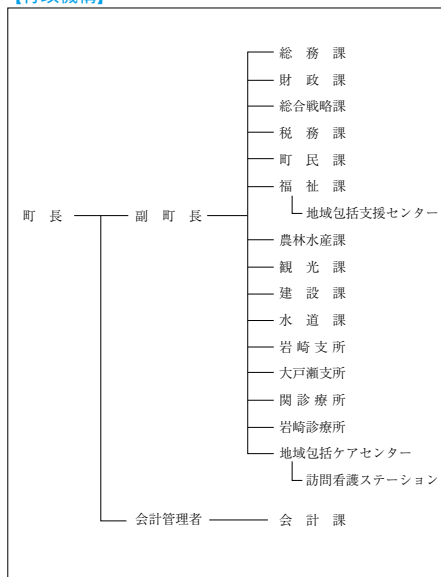 【行政機構】
総務課
財政課
総合戦略課
税務課
町民課
福祉課
地域包括支援センター
町長 副町長
農林水産課
観光課
建設課
水道課
岩崎支所
大戸瀬支所
関診療所
岩崎診療所
地域包括ケアセンター
訪問看護ステーション
会計管理者 会計課